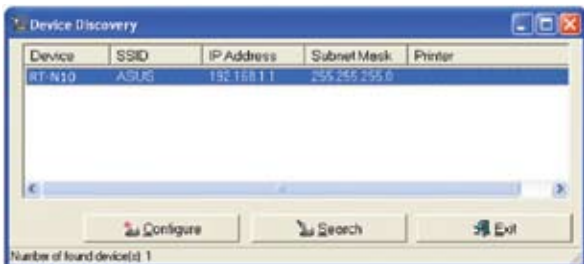 Device Discovery
Device SSID IP Address Subnet Mask Printer
RT-N10 ASUS 192.168.1.1 255.255.255.0
Configure Search Exit
Number of found device(s): 1